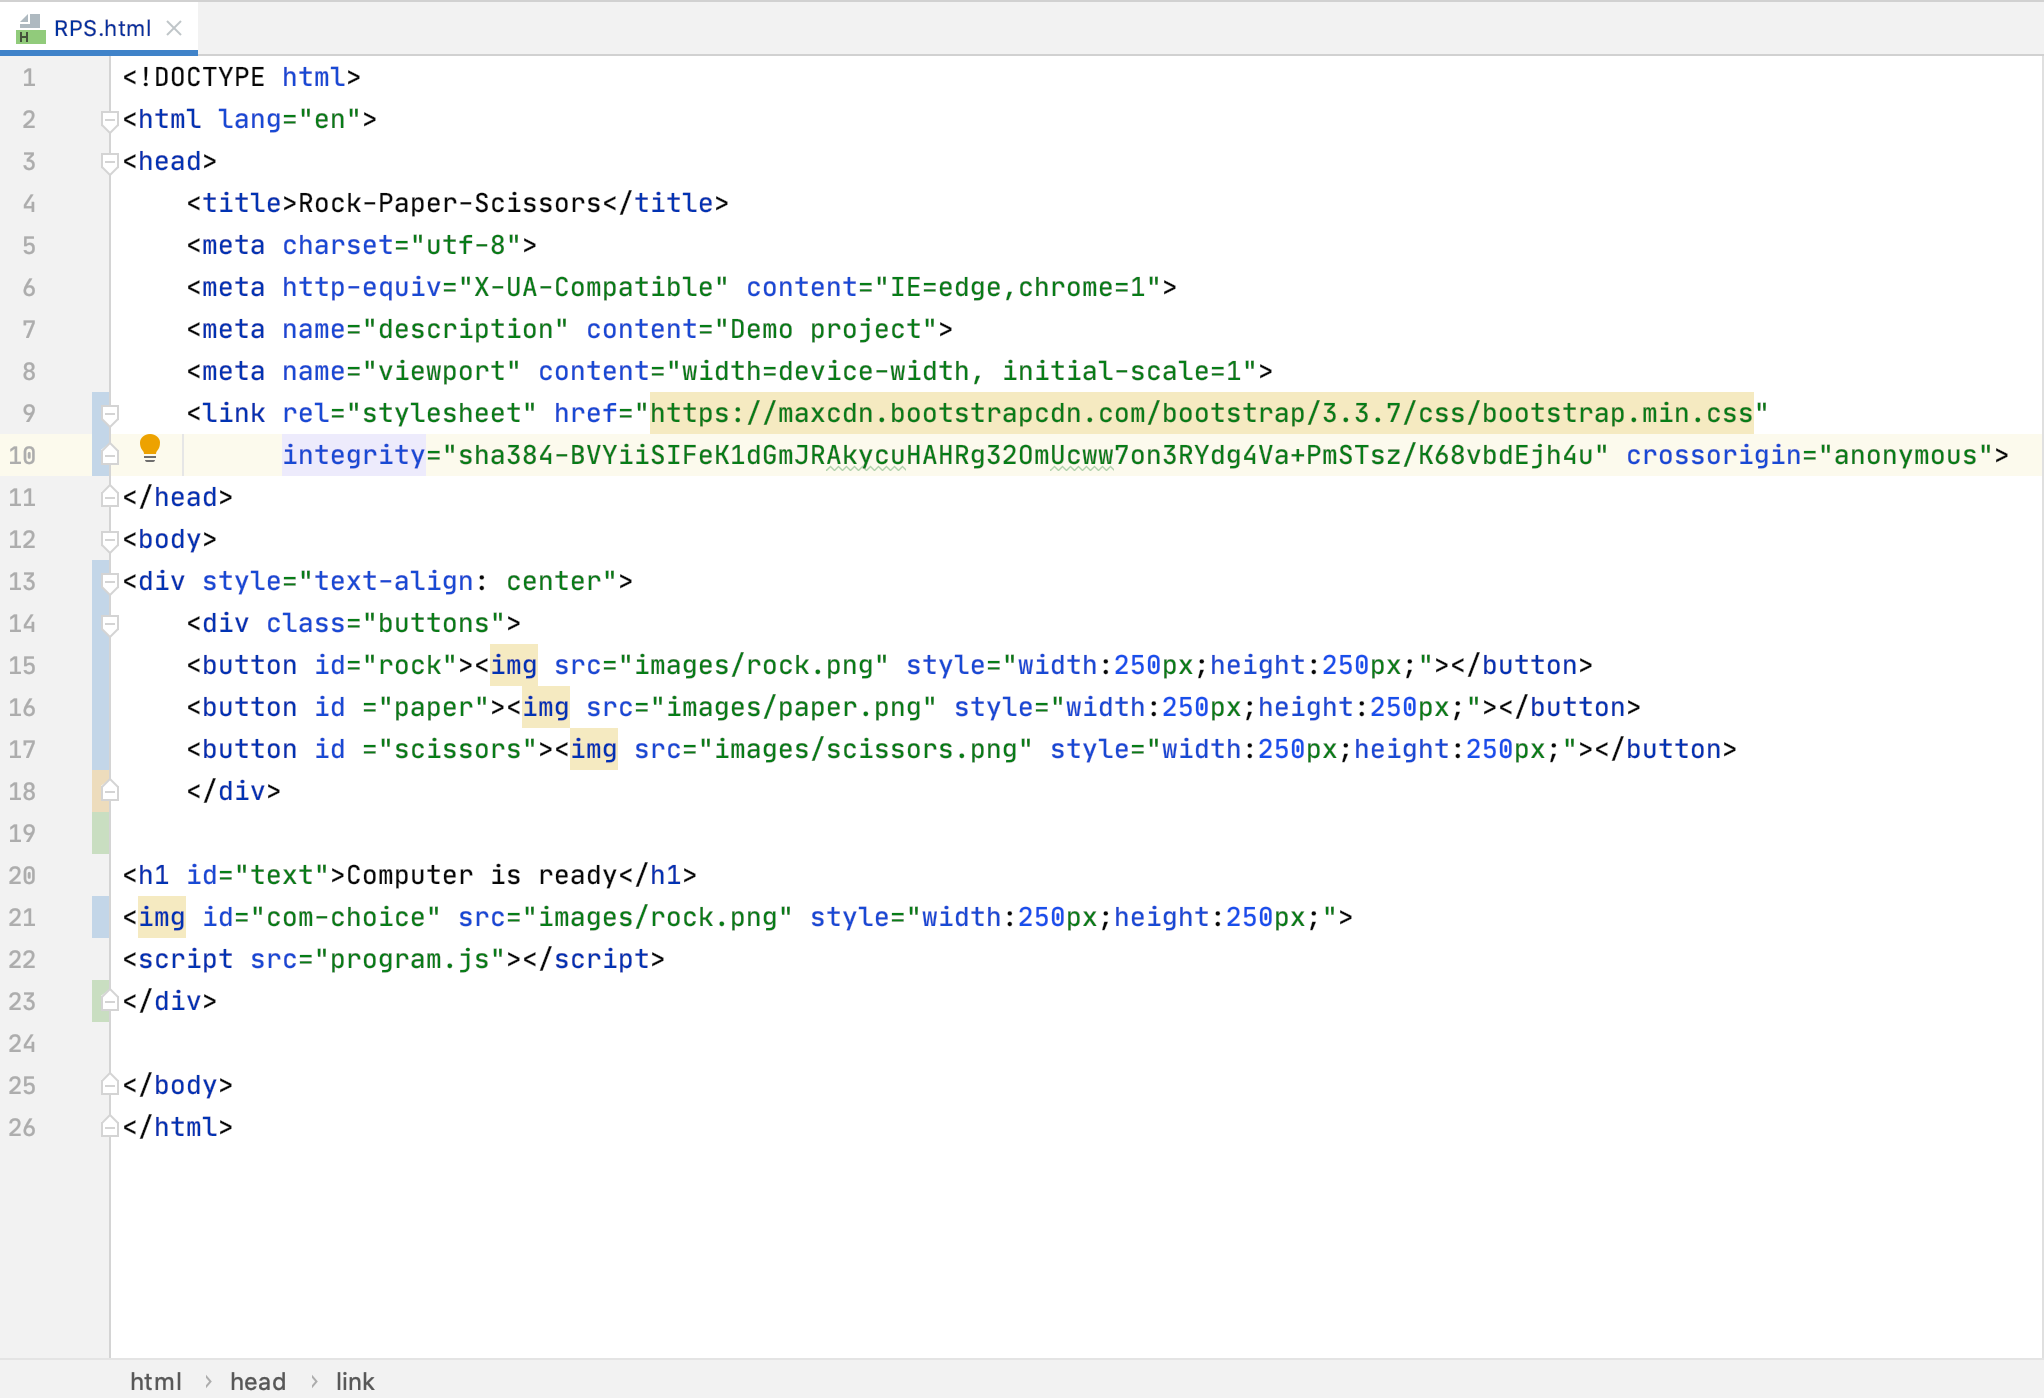 RPS.html
1 <!DOCTYPE html>
2 <html lang="en">
3 <head>
4     <title>Rock-Paper-Scissors</title>
5     <meta charset="utf-8">
6     <meta http-equiv="X-UA-Compatible" content="IE=edge,chrome=1">
7     <meta name="description" content="Demo project">
8     <meta name="viewport" content="width=device-width, initial-scale=1">
9     <link rel="stylesheet" href="https://maxcdn.bootstrapcdn.com/bootstrap/3.3.7/css/bootstrap.min.css"
10           integrity="sha384-BVYiiSIFeK1dGmJRAkycuHAHRg32OmUcww7on3RYdg4Va+PmSTsz/K68vbdEjh4u" crossorigin="anonymous">
11 </head>
12 <body>
13 <div style="text-align: center">
14     <div class="buttons">
15     <button id="rock"><img src="images/rock.png" style="width:250px;height:250px;"></button>
16     <button id ="paper"><img src="images/paper.png" style="width:250px;height:250px;"></button>
17     <button id ="scissors"><img src="images/scissors.png" style="width:250px;height:250px;"></button>
18     </div>
19
20 <h1 id="text">Computer is ready</h1>
21 <img id="com-choice" src="images/rock.png" style="width:250px;height:250px;">
22 <script src="program.js"></script>
23 </div>
24
25 </body>
26 </html>
html › head › link